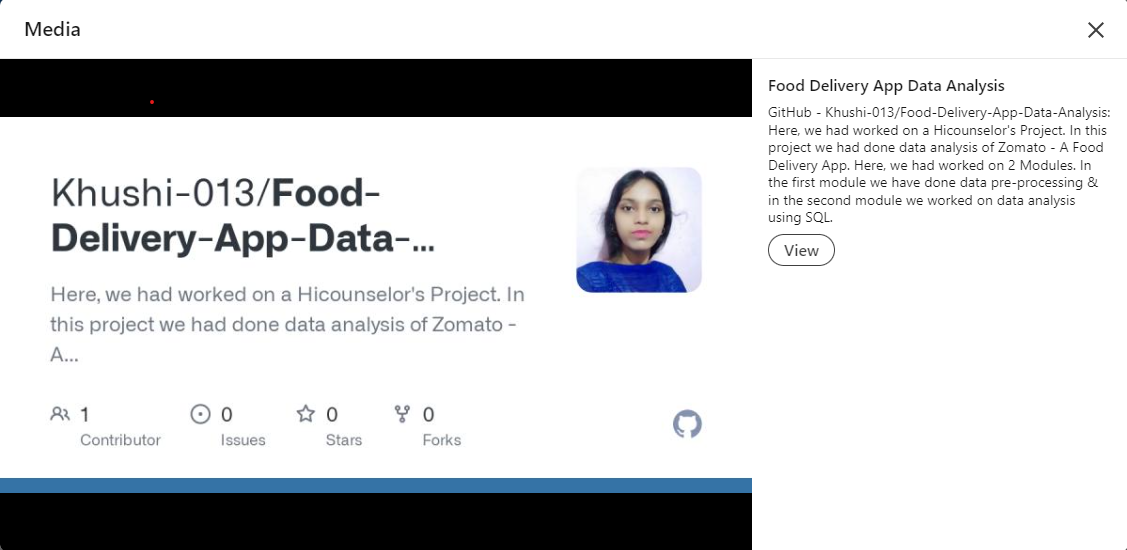 Media
Khushi-013/Food-
Delivery-App-Data-...
Here, we had worked on a Hicounselor's Project. In
this project we had done data analysis of Zomato -
A...
1
Contributor
0
Issues
0
Stars
0
Forks
Food Delivery App Data Analysis
GitHub - Khushi-013/Food-Delivery-App-Data-Analysis:
Here, we had worked on a Hicounselor's Project. In this
project we had done data analysis of Zomato - A Food
Delivery App. Here, we had worked on 2 Modules. In
the first module we have done data pre-processing &
in the second module we worked on data analysis
using SQL.
View